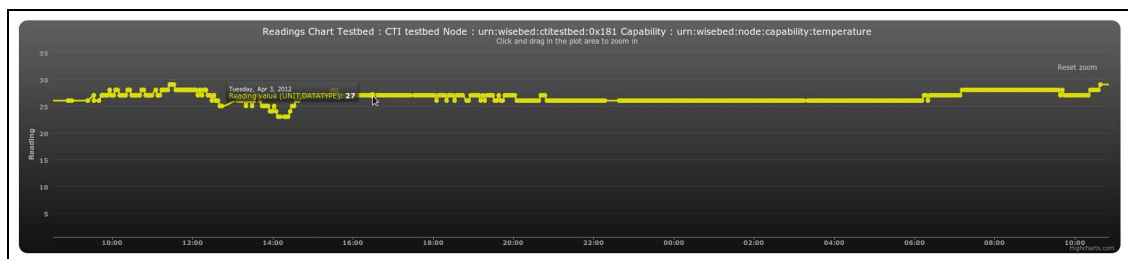 Readings Chart Testbed : CTI testbed Node : urn:wisebed:ctitestbed:0x181 Capability : urn:wisebed:node:capability:temperature
Click and drag in the plot area to zoom in
35
Reset zoom
30
Tuesday, Apr 3, 2012
Reading value (UNIT,DATATYPE): 27
25
20
15
10
5
Reading
10:00 12:00 14:00 16:00 18:00 20:00 22:00 00:00 02:00 04:00 06:00 08:00 10:00
Highcharts.com